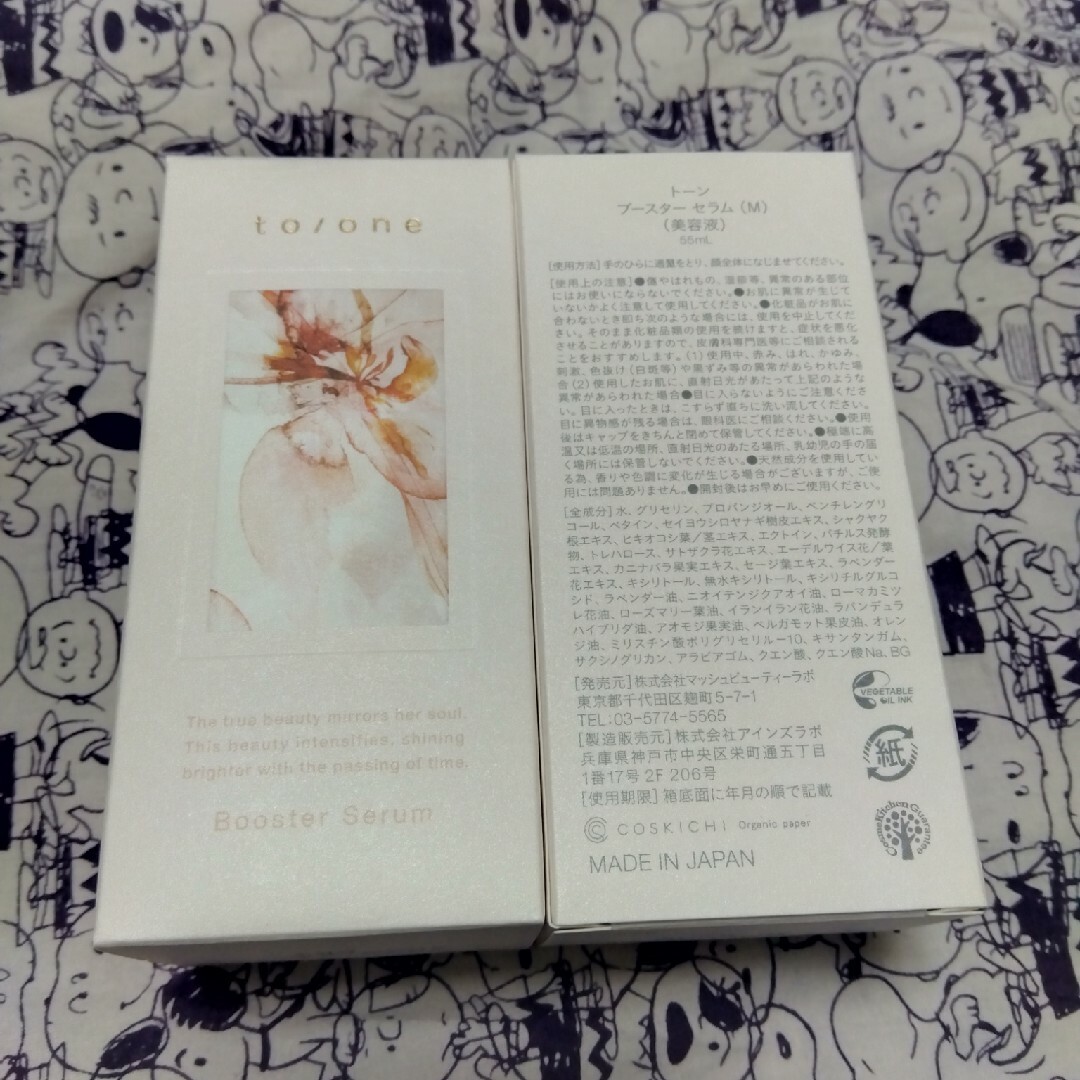 to/one
The true beauty mirrors her soul.
This beauty intensifies, shining
brighter with the passing of time.
Booster Serum
トーン
ブースター セラム (M)
(美容液)
55mL
[使用方法]手のひらに適量をとり、顔全体になじませてください。
[使用上の注意]●傷やはれもの、湿疹等、異常のある部位
にはお使いにならないでください。●お肌に異常が生じて
いないかよく注意して使用してください。●化粧品がお肌に
合わないとき即ち次のような場合には、使用を中止してくだ
さい。そのまま化粧品類の使用を続けますと、症状を悪化
させることがありますので、皮膚科専門医等にご相談される
ことをおすすめします。(1)使用中、赤み、はれ、かゆみ、
刺激、色抜け(白斑等)や黒ずみ等の異常があらわれた場
合(2)使用したお肌に、直射日光があたって上記のような
異常があらわれた場合●目に入らないようにご注意くださ
い。目に入ったときは、こすらず直ちに洗い流してください。
目に異物感が残る場合は、眼科医にご相談ください。●使用
後はキャップをきちんと閉めて保管してください。●極端に高
温又は低温の場所、直射日光のあたる場所、乳幼児の手の届
く場所には保管しないでください。●天然成分を使用してい
る為、香りや色調に変化が生じる場合がございますが、ご使
用には問題ありません。●開封後はお早めにご使用ください。
[全成分]水、グリセリン、プロパンジオール、ペンチレングリ
コール、ベタイン、セイヨウシロヤナギ樹皮エキス、シャクヤク
根エキス、ヒキオコシ葉/茎エキス、エクトイン、バチルス発酵
物、トレハロース、サトザクラ花エキス、エーデルワイス花/葉
エキス、カニナバラ果実エキス、セージ葉エキス、ラベンダー
花エキス、キシリトール、無水キシリトール、キシリチルグルコ
シド、ラベンダー油、ニオイテンジクアオイ油、ローマカミツ
レ花油、ローズマリー葉油、イランイラン花油、ラバンデュラ
ハイブリダ油、アオモジ果実油、ベルガモット果皮油、オレン
ジ油、ミリスチン酸ポリグリセリル-10、キサンタンガム、
サクシノグリカン、アラビアゴム、クエン酸、クエン酸Na、BG
[発売元]株式会社マッシュビューティーラボ
東京都千代田区麹町5-7-1
TEL:03-5774-5565
[製造販売元]株式会社アインズラボ
兵庫県神戸市中央区栄町通五丁目
1番17号 2F 206号
[使用期限]箱底面に年月の順で記載
COSKICHI Organic paper
MADE IN JAPAN
VEGETABLE
OIL INK
紙
CosmeKitchen Guarantee